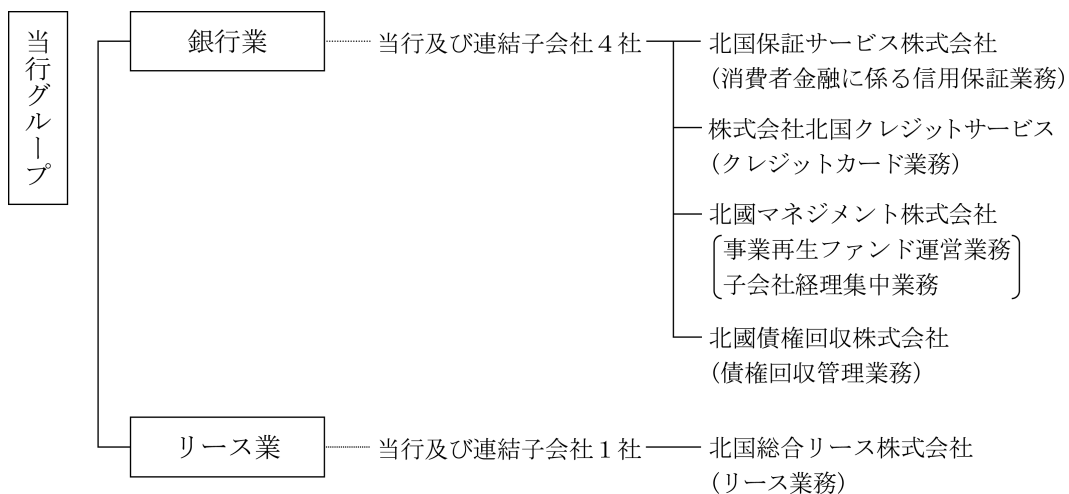 当行グループ
銀行業
当行及び連結子会社4社
北国保証サービス株式会社
(消費者金融に係る信用保証業務)
株式会社北国クレジットサービス
(クレジットカード業務)
北國マネジメント株式会社
事業再生ファンド運営業務
子会社経理集中業務
北國債権回収株式会社
(債権回収管理業務)
リース業
当行及び連結子会社1社
北国総合リース株式会社
(リース業務)